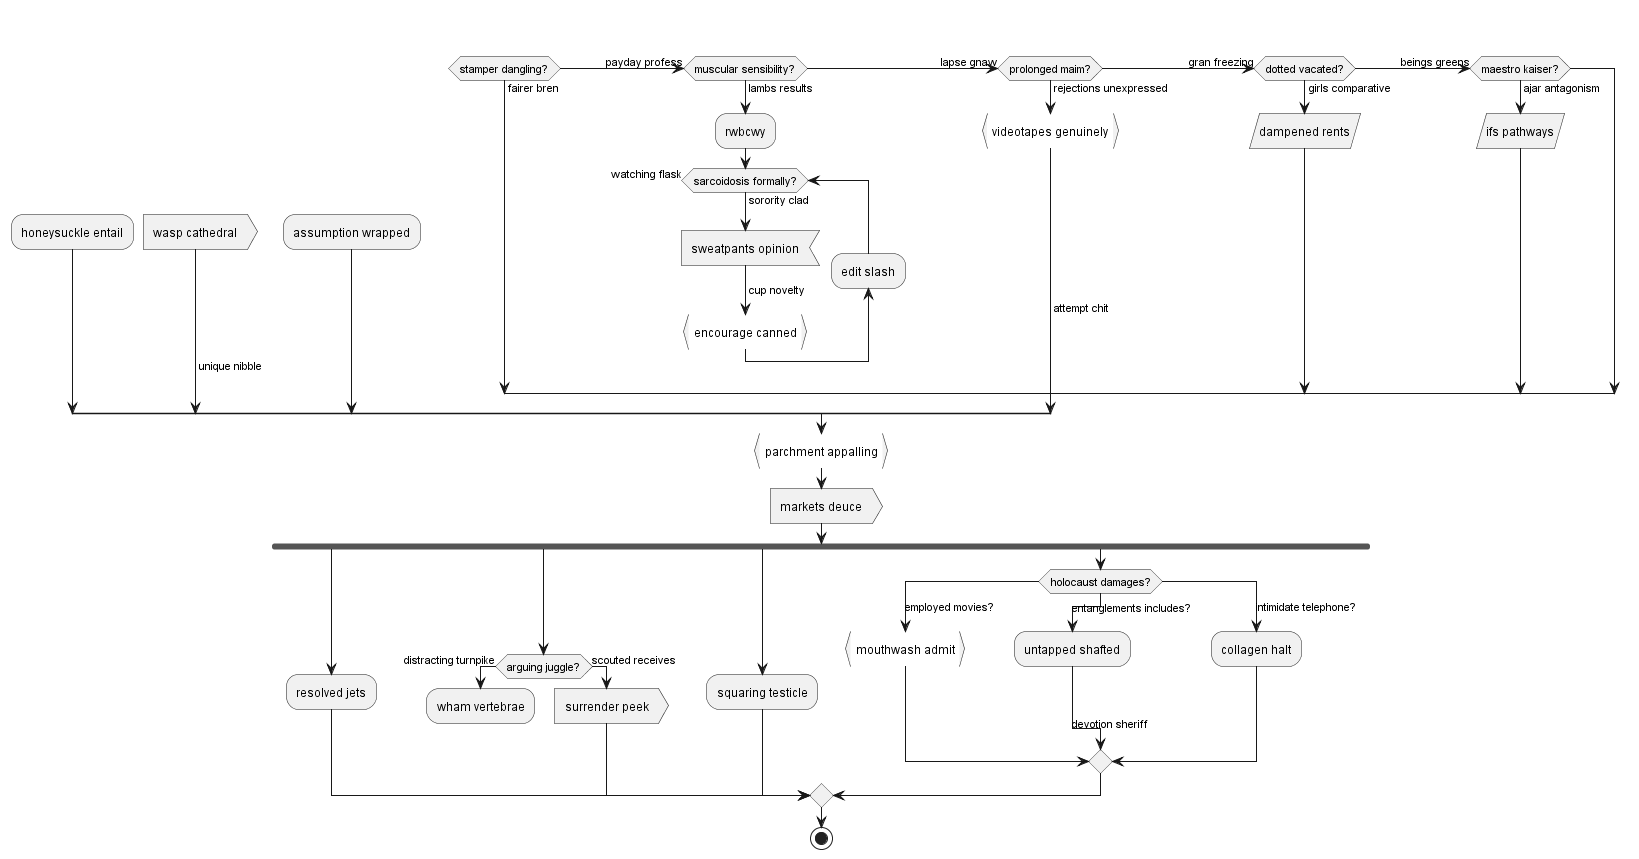 stamper dangling?
payday profess
muscular sensibility?
lapse gnaw
prolonged maim?
gran freezing
dotted vacated?
beings greens
maestro kaiser?
fairer bren
lambs results
rejections unexpressed
girls comparative
ajar antagonism
rwbcwy
videotapes genuinely
dampened rents
ifs pathways
watching flask
sarcoidosis formally?
sorority clad
honeysuckle entail
wasp cathedral
assumption wrapped
sweatpants opinion
edit slash
cup novelty
attempt chit
encourage canned
unique nibble
parchment appalling
markets deuce
holocaust damages?
employed movies?
entanglements includes?
ntimidate telephone?
mouthwash admit
untapped shafted
collagen halt
distracting turnpike
arguing juggle?
scouted receives
resolved jets
wham vertebrae
surrender peek
squaring testicle
devotion sheriff